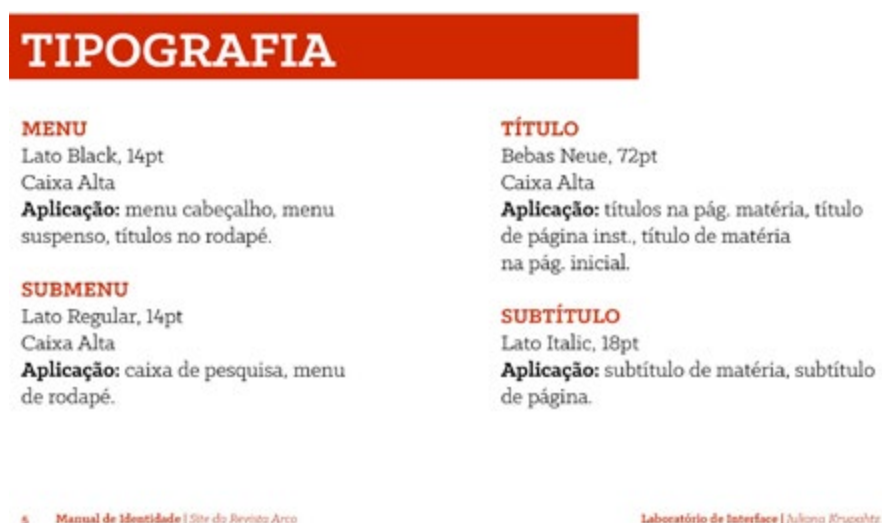 TIPOGRAFIA
MENU
Lato Black, 14pt
Caixa Alta
Aplicação: menu cabeçalho, menu
suspenso, títulos no rodapé.
SUBMENU
Lato Regular, 14pt
Caixa Alta
Aplicação: caixa de pesquisa, menu
de rodapé.
TÍTULO
Bebas Neue, 72pt
Caixa Alta
Aplicação: títulos na pág. matéria, título
de página inst., título de matéria
na pág. inicial.
SUBTÍTULO
Lato Italic, 18pt
Aplicação: subtítulo de matéria, subtítulo
de página.
Manual de Identidade | Site da Revista Arco
Laboratório de Interface | Juliana